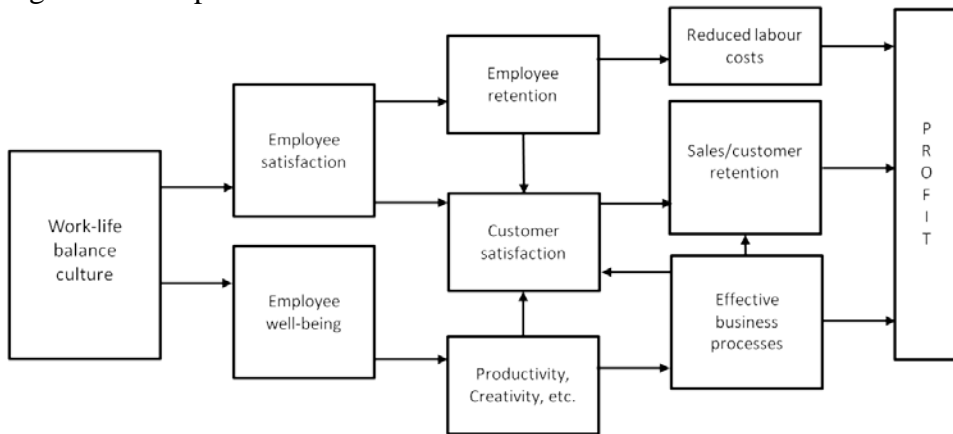 Work-life
balance
culture
Employee
satisfaction
Employee
well-being
Employee
retention
Customer
satisfaction
Productivity,
Creativity, etc.
Reduced labour
costs
Sales/customer
retention
Effective
business
processes
P
R
O
F
I
T